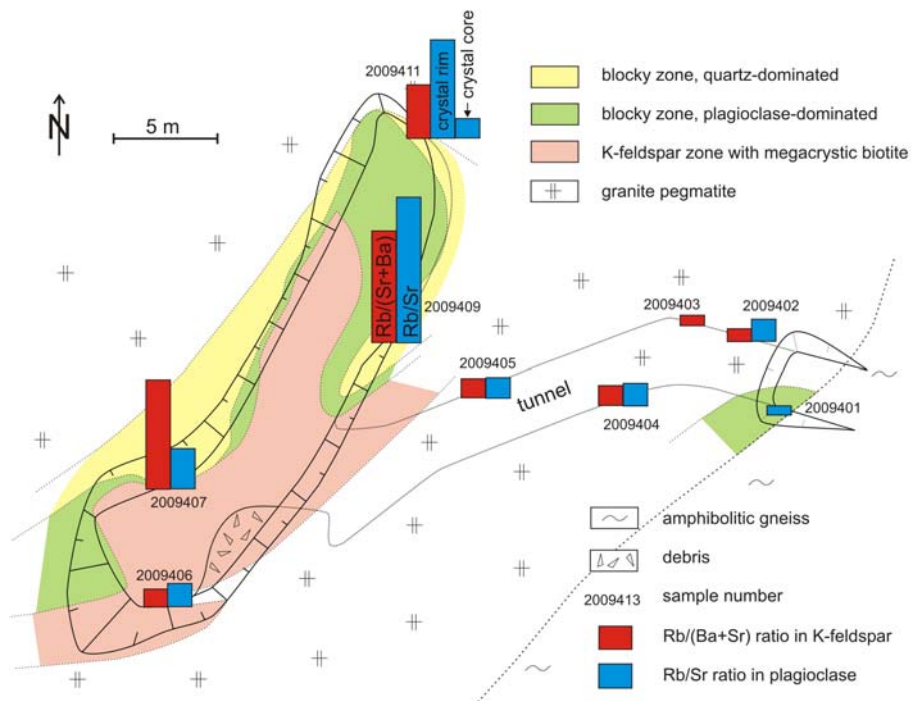 2009411
crystal rim
crystal core
N
5 m
blocky zone, quartz-dominated
blocky zone, plagioclase-dominated
K-feldspar zone with megacrystic biotite
granite pegmatite
Rb/(Sr+Ba)
Rb/Sr
2009409
2009403
2009402
2009405
tunnel
2009404
2009401
2009407
2009406
amphibolitic gneiss
debris
2009413
sample number
Rb/(Ba+Sr) ratio in K-feldspar
Rb/Sr ratio in plagioclase